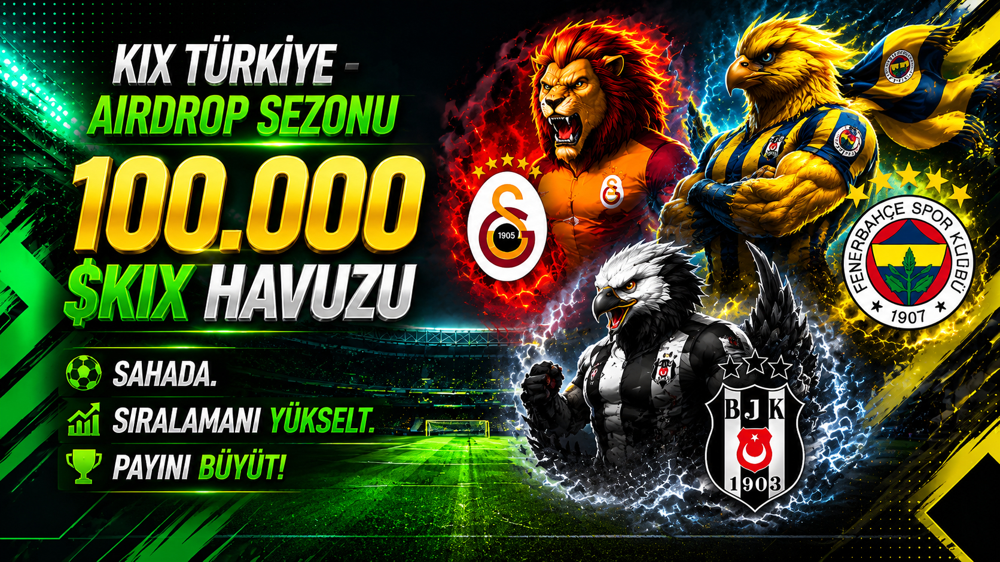 KIX TÜRKİYE -
AIRDROP SEZONU
100.000
$KIX HAVUZU
SAHADA.
SIRALAMANI YÜKSELT.
PAYINI BÜYÜT!
1905
FENERBAHÇE SPOR
1907
BJK
1903